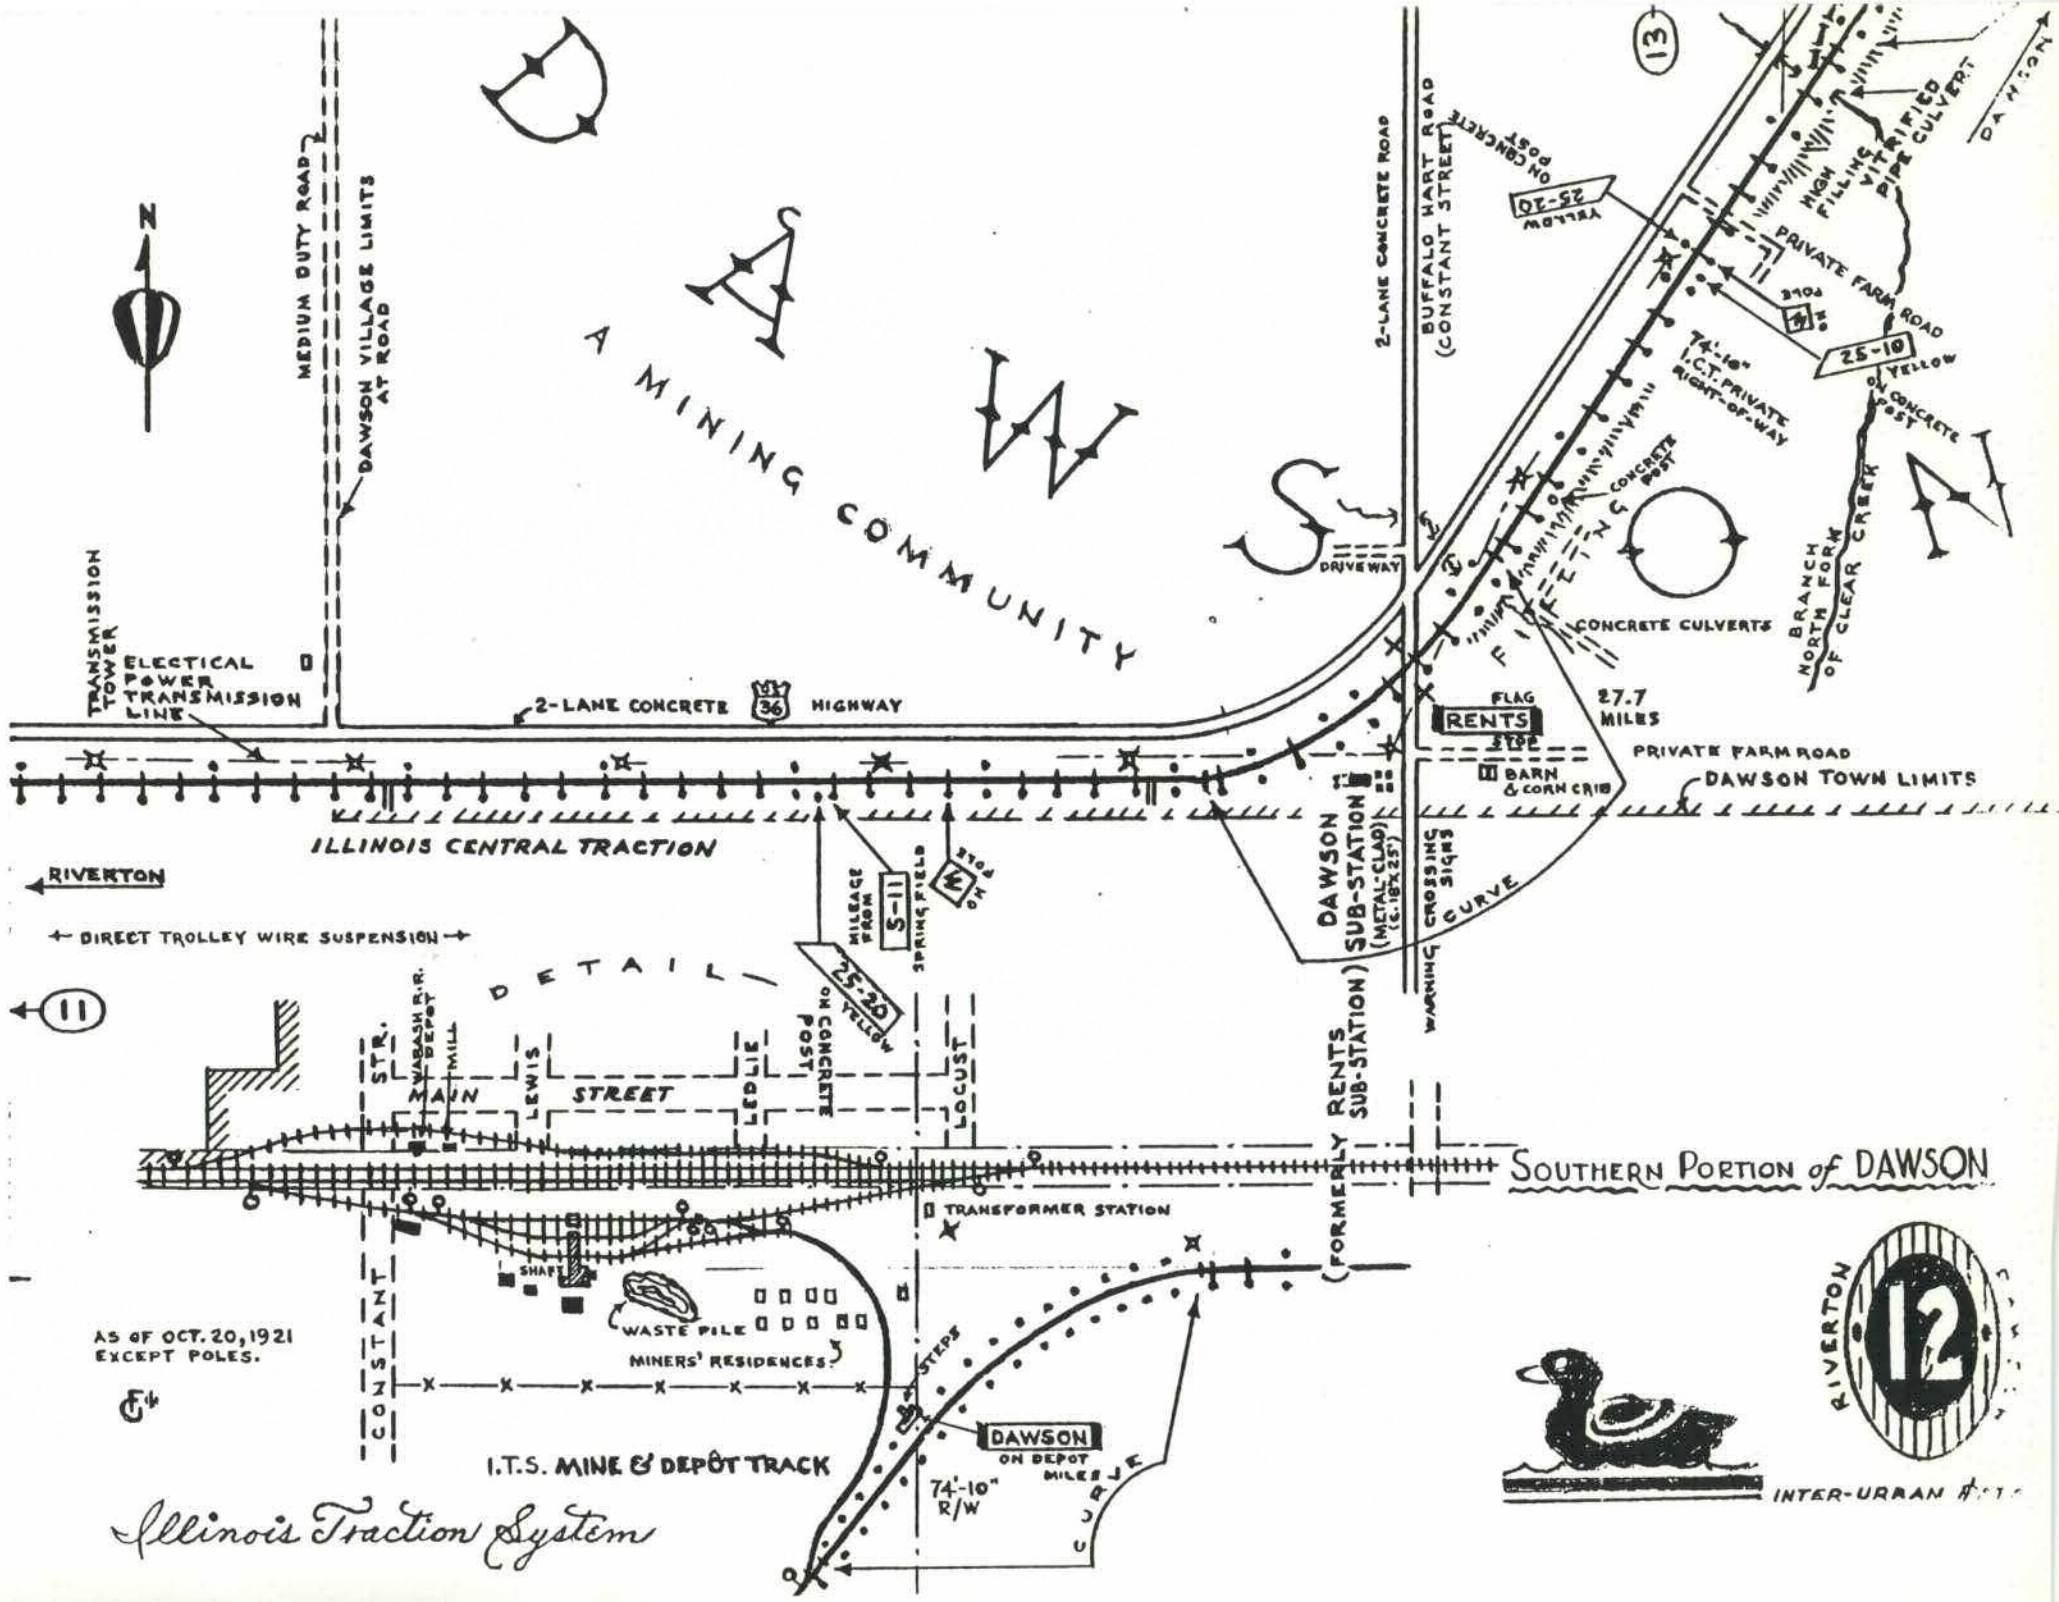 13
DAWSON
D A W S O N
A MINING COMMUNITY
N
MEDIUM DUTY ROAD
DAWSON VILLAGE LIMITS
AT ROAD
2-LANE CONCRETE ROAD
BUFFALO HART ROAD
(CONSTANT STREET)
ON CONCRETE
POST
25-20
YELLOW
HIGH
FILLING
VITRIFIED
PIPE CULVERT
PRIVATE FARM ROAD
POLE
25-10
YELLOW
ON CONCRETE
POST
74'-10"
I.C.T. PRIVATE
RIGHT-OF-WAY
CONCRETE
POST
DRIVEWAY
CONCRETE CULVERTS
BRANCH
NORTH FORK
OF CLEAR CREEK
TRANSMISSION
TOWER
ELECTICAL
POWER
TRANSMISSION
LINE
2-LANE CONCRETE
36
HIGHWAY
FLAG
RENTS
STOP
27.7
MILES
PRIVATE FARM ROAD
BARN
& CORN CRIB
DAWSON TOWN LIMITS
ILLINOIS CENTRAL TRACTION
RIVERTON
DIRECT TROLLEY WIRE SUSPENSION
MILEAGE
FROM
S-11
SPRINGFIELD
W
ON
POLE
25-20
YELLOW
ON CONCRETE
POST
DAWSON
SUB-STATION
(METAL-CLAD)
(C. 18'X 25')
(FORMERLY RENTS
SUB-STATION)
WARNING CROSSING
SIGNS
CURVE
11
DETAIL
STR.
WABASH R.R.
DEPOT
MILL
MAIN STREET
LEWIS
LEDLIE
LOCUST
SOUTHERN PORTION of DAWSON
TRANSFORMER STATION
SHAFT
WASTE PILE
MINERS' RESIDENCES
AS OF OCT. 20, 1921
EXCEPT POLES.
CONSTANT
STEPS
DAWSON
ON DEPOT
MILES
74'-10"
R/W
CURVE
I.T.S. MINE & DEPÔT TRACK
Illinois Traction System
RIVERTON
12
INTER-URBAN